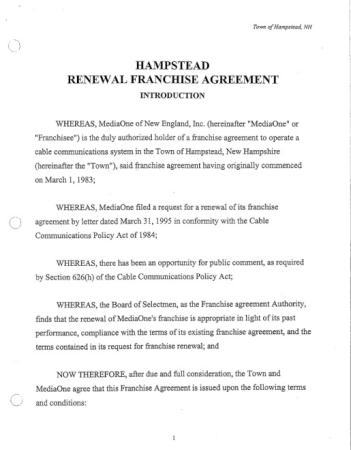 Town of Hampstead, NH
HAMPSTEAD
RENEWAL FRANCHISE AGREEMENT
INTRODUCTION
WHEREAS, MediaOne of New England, Inc. (hereinafter "MediaOne" or
"Franchisee") is the duly authorized holder of a franchise agreement to operate a
cable communications system in the Town of Hampstead, New Hampshire
(hereinafter the "Town"), said franchise agreement having originally commenced
on March 1, 1983;
WHEREAS, MediaOne filed a request for a renewal of its franchise
agreement by letter dated March 31, 1995 in conformity with the Cable
Communications Policy Act of 1984;
WHEREAS, there has been an opportunity for public comment, as required
by Section 626(h) of the Cable Communications Policy Act;
WHEREAS, the Board of Selectmen, as the Franchise agreement Authority,
finds that the renewal of MediaOne's franchise is appropriate in light of its past
performance, compliance with the terms of its existing franchise agreement, and the
terms contained in its request for franchise renewal; and
NOW THEREFORE, after due and full consideration, the Town and
MediaOne agree that this Franchise Agreement is issued upon the following terms
and conditions:
1